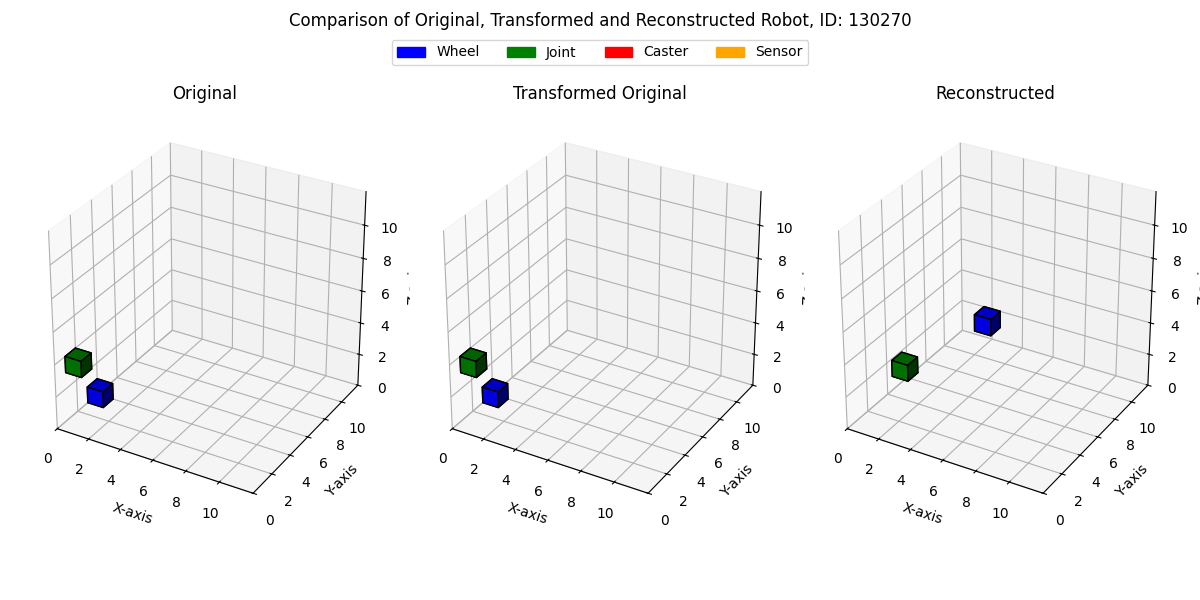 Comparison of Original, Transformed and Reconstructed Robot, ID: 130270
Wheel Joint Caster Sensor
Original
0 2 4 6 8 10
X-axis
0 2 4 6 8 10
Y-axis
0 2 4 6 8 10
Transformed Original
0 2 4 6 8 10
X-axis
0 2 4 6 8 10
Y-axis
0 2 4 6 8 10
Reconstructed
0 2 4 6 8 10
X-axis
0 2 4 6 8 10
Y-axis
0 2 4 6 8 10